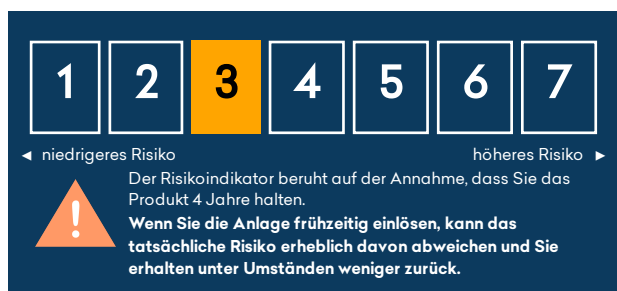 1 2 3 4 5 6 7
◄ niedrigeres Risiko höheres Risiko ►
Der Risikoindikator beruht auf der Annahme, dass Sie das
Produkt 4 Jahre halten.
Wenn Sie die Anlage frühzeitig einlösen, kann das
tatsächliche Risiko erheblich davon abweichen und Sie
erhalten unter Umständen weniger zurück.
!